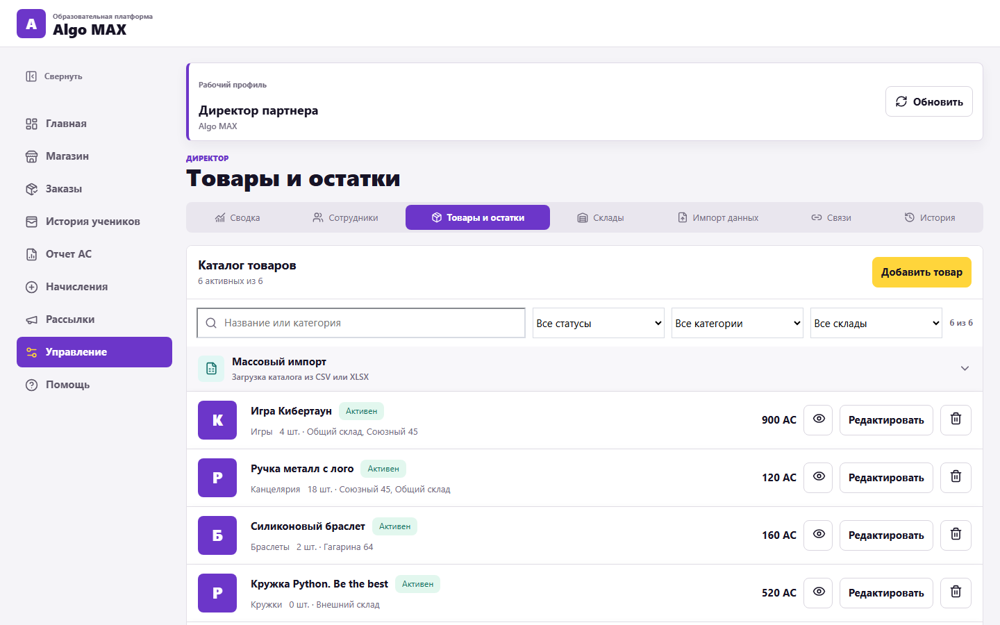 A
Образовательная платформа
Algo MAX
Свернуть
Главная
Магазин
Заказы
История учеников
Отчет АС
Начисления
Рассылки
Управление
Помощь
Рабочий профиль
Директор партнера
Algo MAX
Обновить
ДИРЕКТОР
Товары и остатки
Сводка
Сотрудники
Товары и остатки
Склады
Импорт данных
Связи
История
Каталог товаров
6 активных из 6
Добавить товар
Название или категория
Все статусы
Все категории
Все склады
6 из 6
Массовый импорт
Загрузка каталога из CSV или XLSX
К
Игра Кибертаун Активен
Игры 4 шт. · Общий склад, Союзный 45
900 АС
Редактировать
Р
Ручка металл с лого Активен
Канцелярия 18 шт. · Союзный 45, Общий склад
120 АС
Редактировать
Б
Силиконовый браслет Активен
Браслеты 2 шт. · Гагарина 64
160 АС
Редактировать
P
Кружка Python. Be the best Активен
Кружки 0 шт. · Внешний склад
520 АС
Редактировать